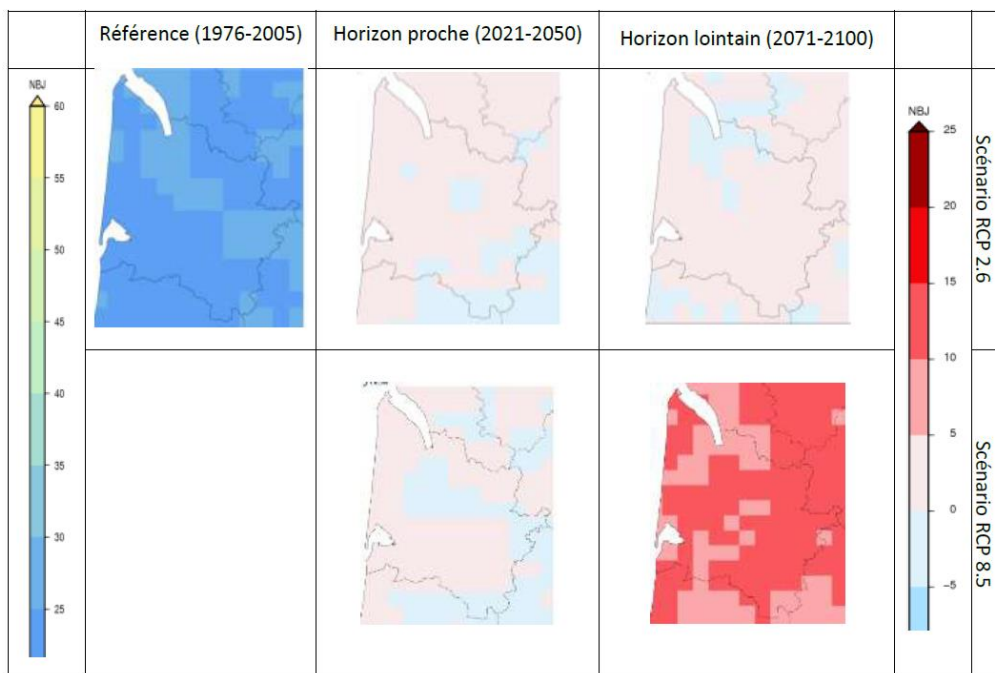 Référence (1976-2005)
Horizon proche (2021-2050)
Horizon lointain (2071-2100)
NBJ
60
55
50
45
40
35
30
25
NBJ
25
20
15
10
5
0
−5
Scénario RCP 2.6
Scénario RCP 8.5